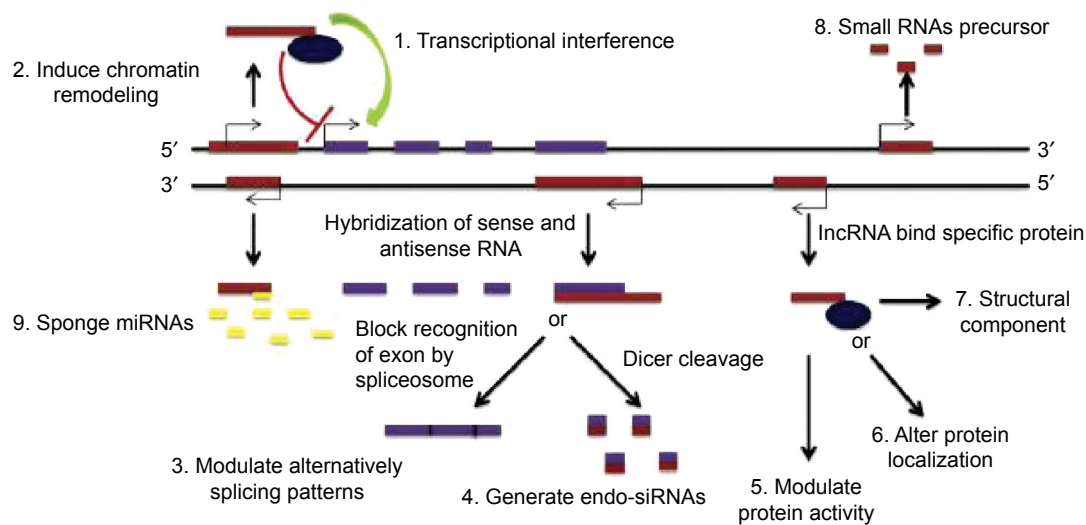 1. Transcriptional interference
8. Small RNAs precursor
2. Induce chromatin
remodeling
5′
3′
3′
5′
Hybridization of sense and
antisense RNA
lncRNA bind specific protein
9. Sponge miRNAs
Block recognition
of exon by
spliceosome
or
Dicer cleavage
7. Structural
component
or
3. Modulate alternatively
splicing patterns
4. Generate endo-siRNAs
5. Modulate
protein activity
6. Alter protein
localization